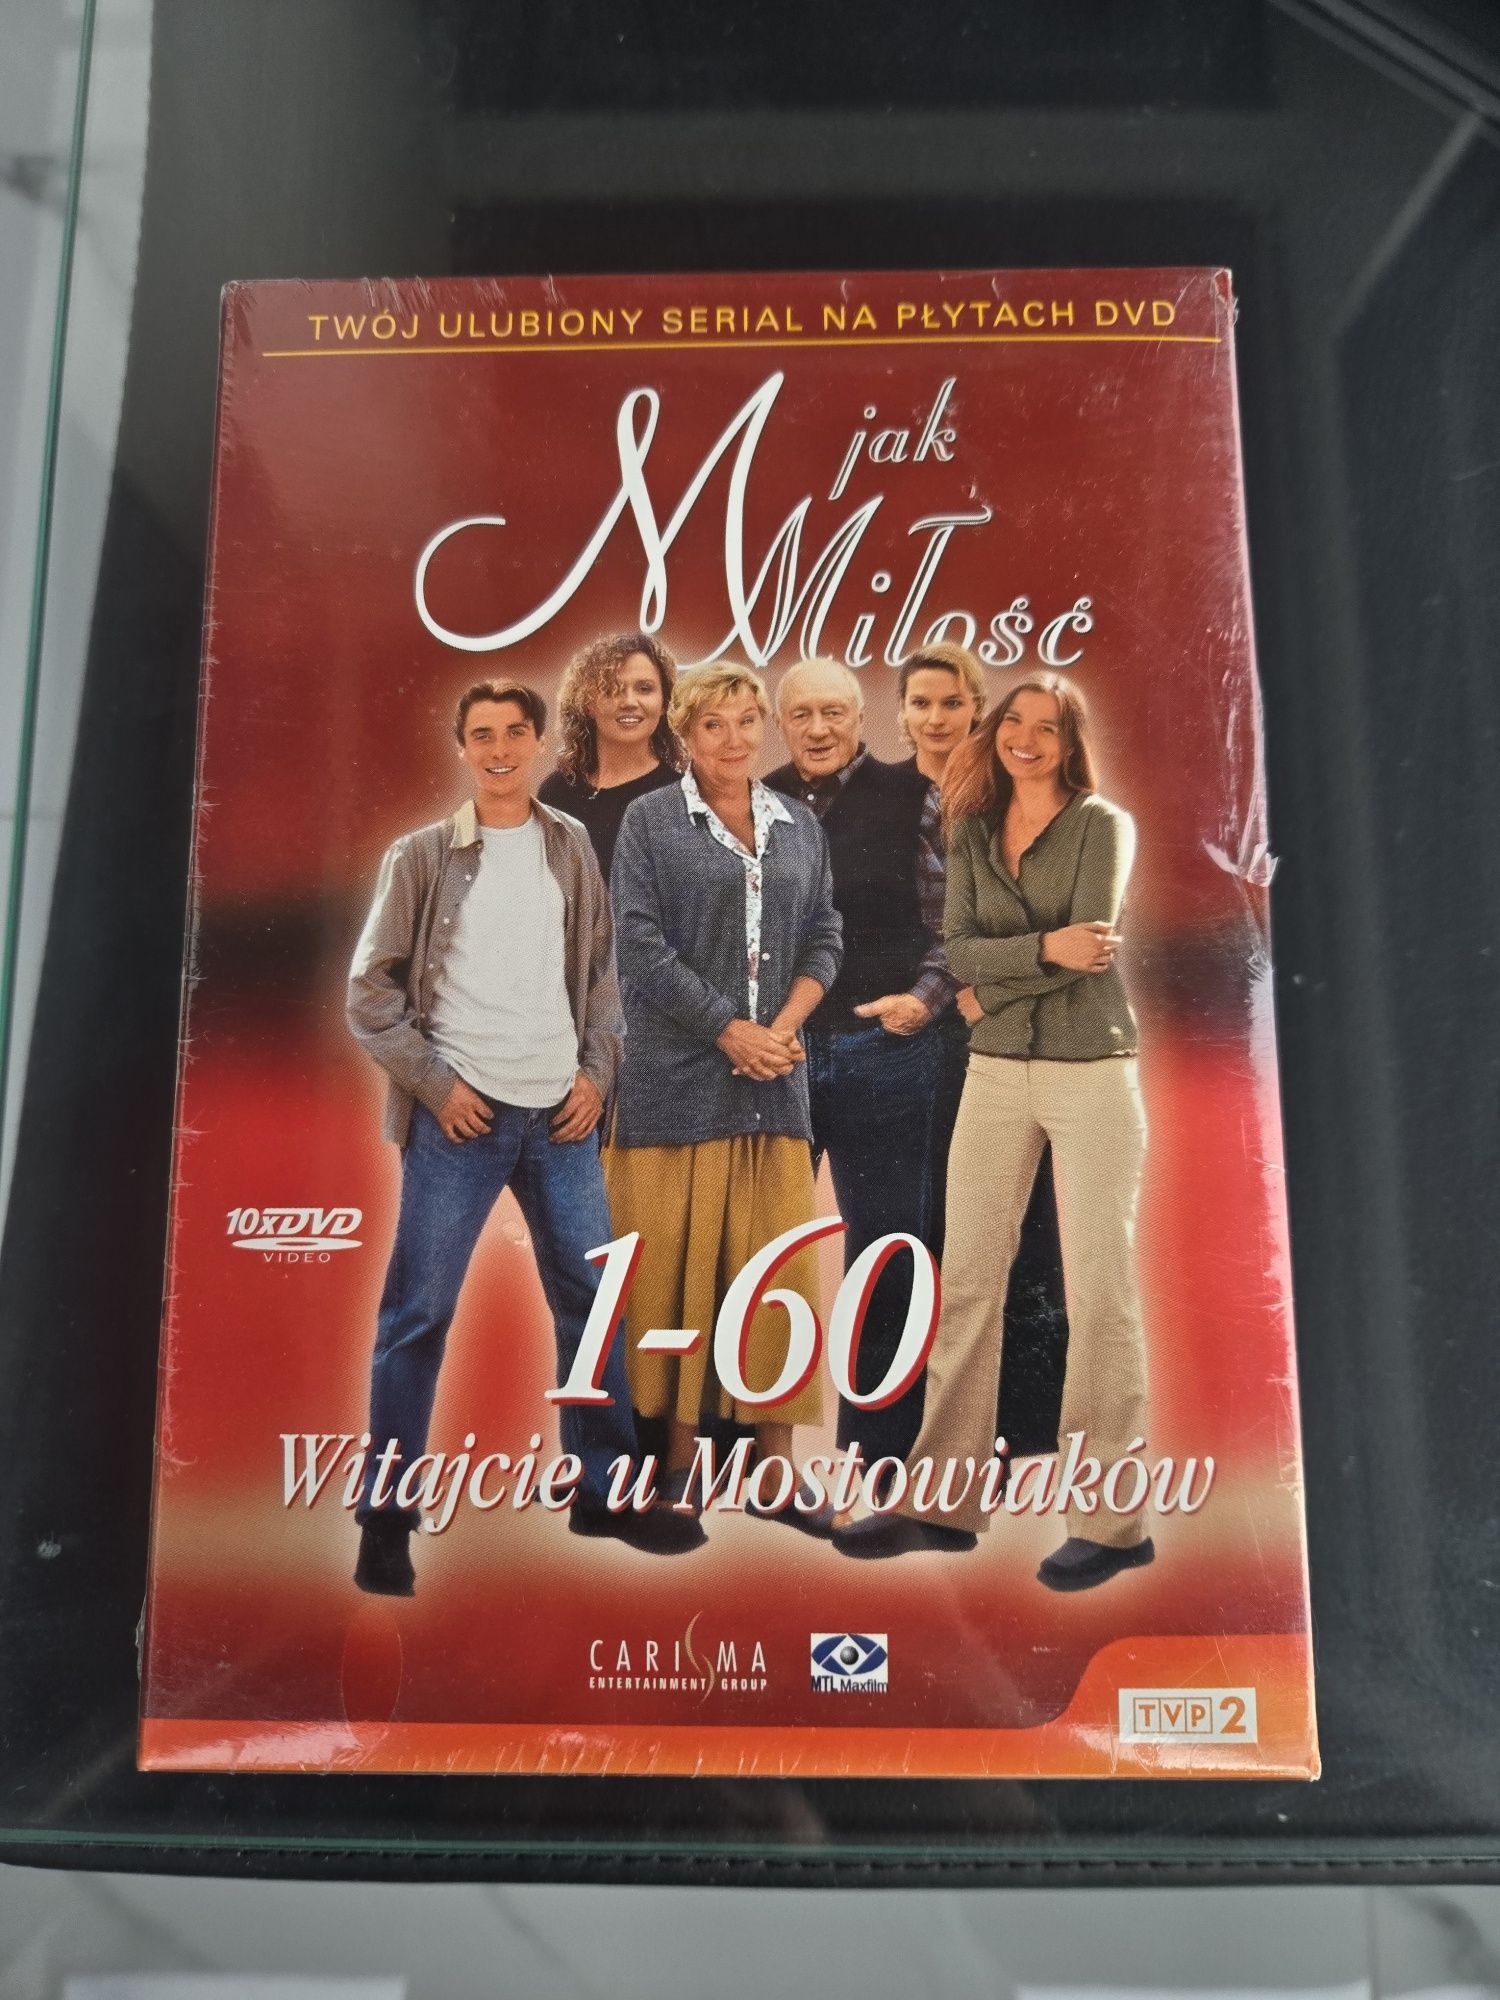 TWÓJ ULUBIONY SERIAL NA PŁYTACH DVD
M jak
Miłość
10xDVD
VIDEO
1-60
Witajcie u Mostowiaków
CARISMA
ENTERTAINMENT GROUP
MTL Maxfilm
TVP 2